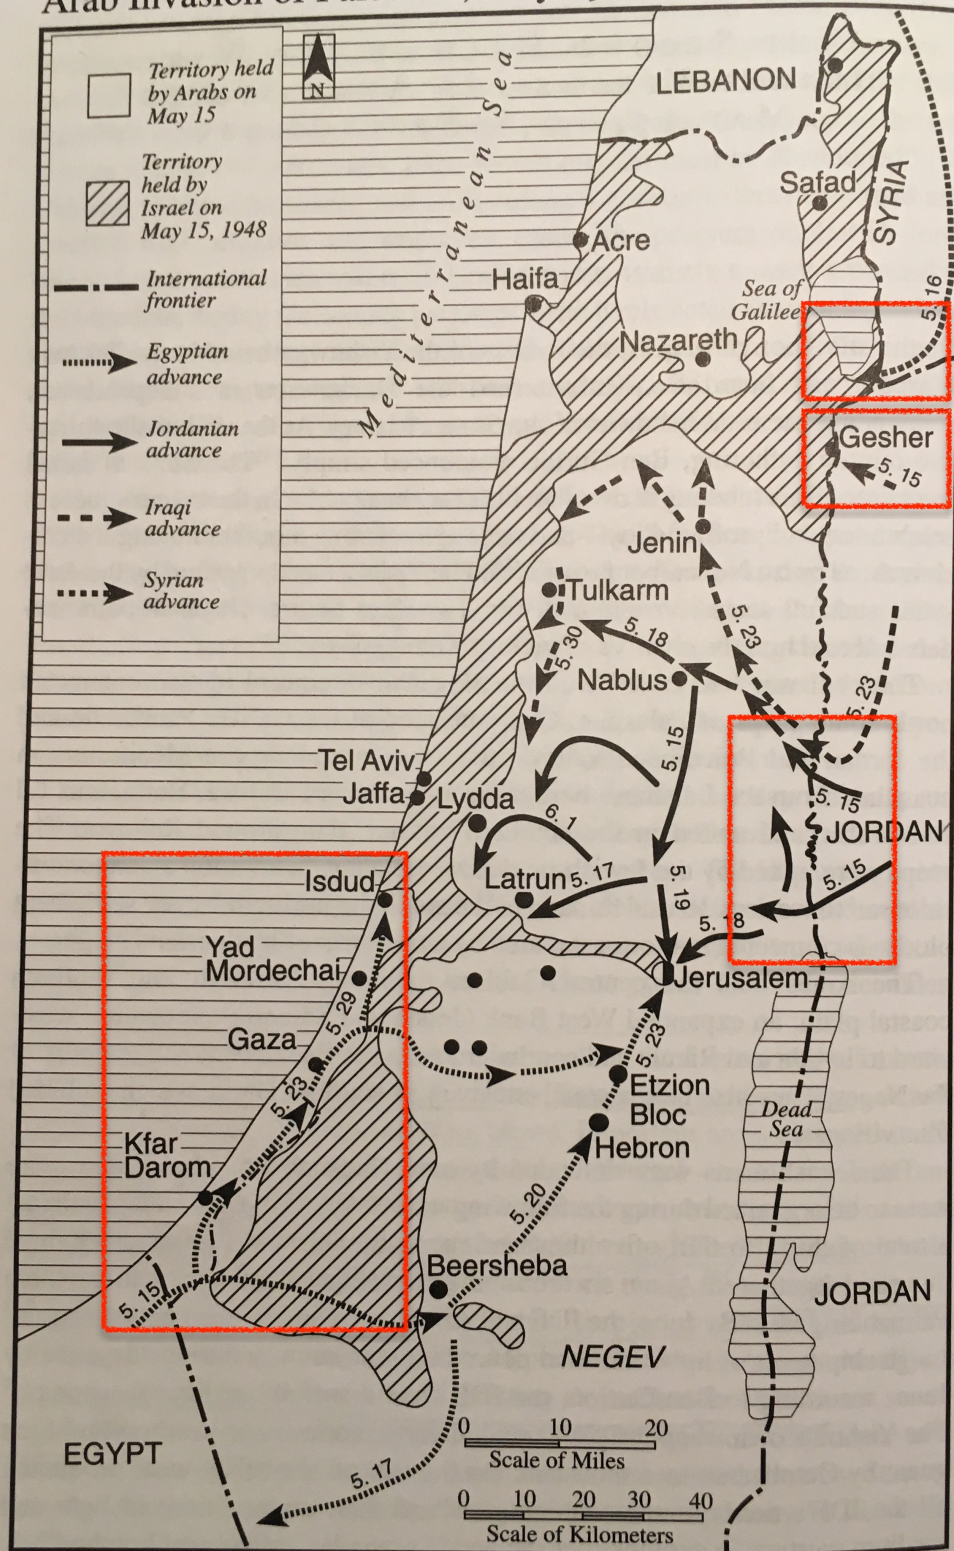 Arab Invasion of
Territory held
by Arabs on
May 15
Territory
held by
Israel on
May 15, 1948
International
frontier
Egyptian
advance
Jordanian
advance
Iraqi
advance
Syrian
advance
N
Mediterranean Sea
LEBANON
SYRIA
Safad
Acre
Haifa
Sea of
Galilee
5.16
Nazareth
Gesher
5.15
Jenin
Tulkarm
5.30
5.18
5.23
Nablus
5.23
5.15
Tel Aviv
Jaffa
Lydda
6.1
5.15
JORDAN
Latrun
5.17
5.19
5.15
Isdud
5.18
Yad
Mordechai
Jerusalem
5.29
Gaza
5.23
5.23
Etzion
Bloc
Dead
Sea
Kfar
Darom
Hebron
5.20
Beersheba
5.15
JORDAN
NEGEV
EGYPT
5.17
0 10 20
Scale of Miles
0 10 20 30 40
Scale of Kilometers